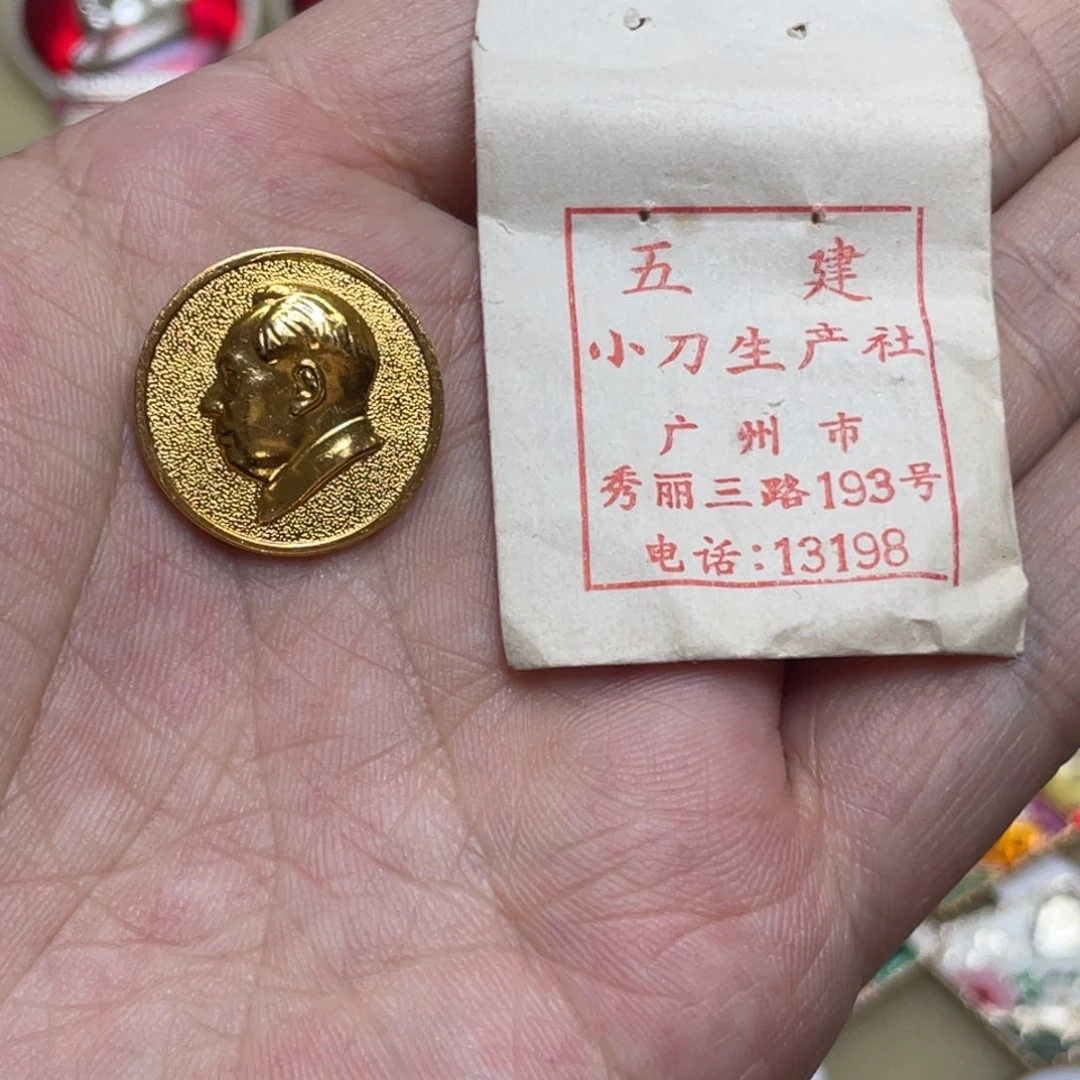 五 建
小刀生产社
广州市
秀丽三路193号
电话:13198